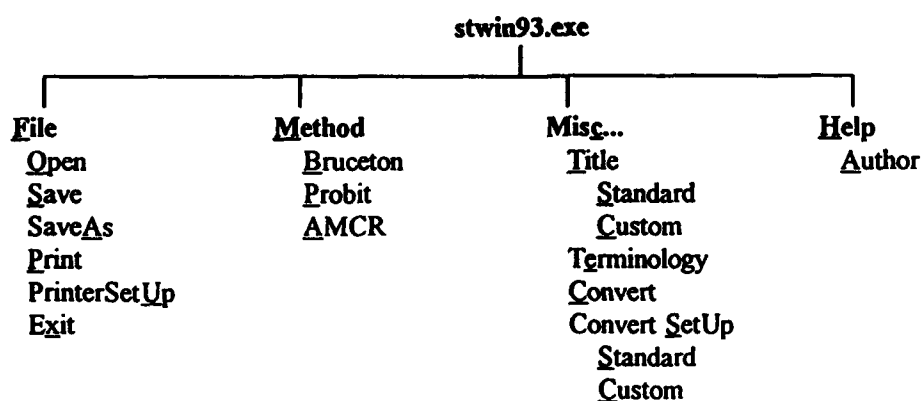 stwin93.exe
File Method Misc... Help
Open Bruceton Title Author
Save Probit Standard
SaveAs AMCR Custom
Print Terminology
PrinterSetUp Convert
Exit Convert SetUp
Standard
Custom